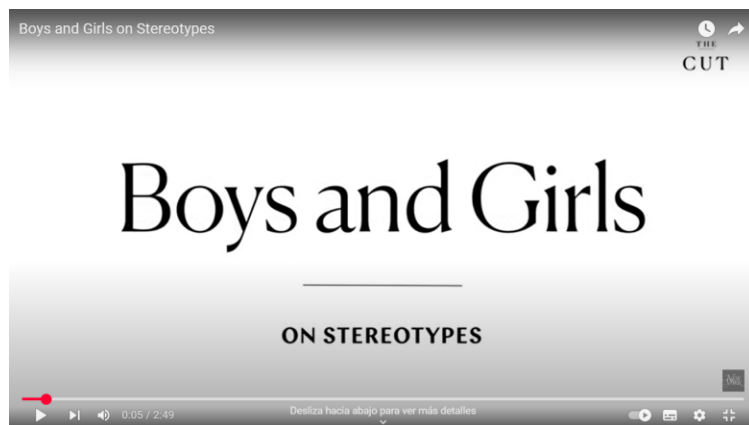 Boys and Girls on Stereotypes
THE
CUT
Boys and Girls
ON STEREOTYPES
0:05 / 2:49
Desliza hacia abajo para ver más detalles